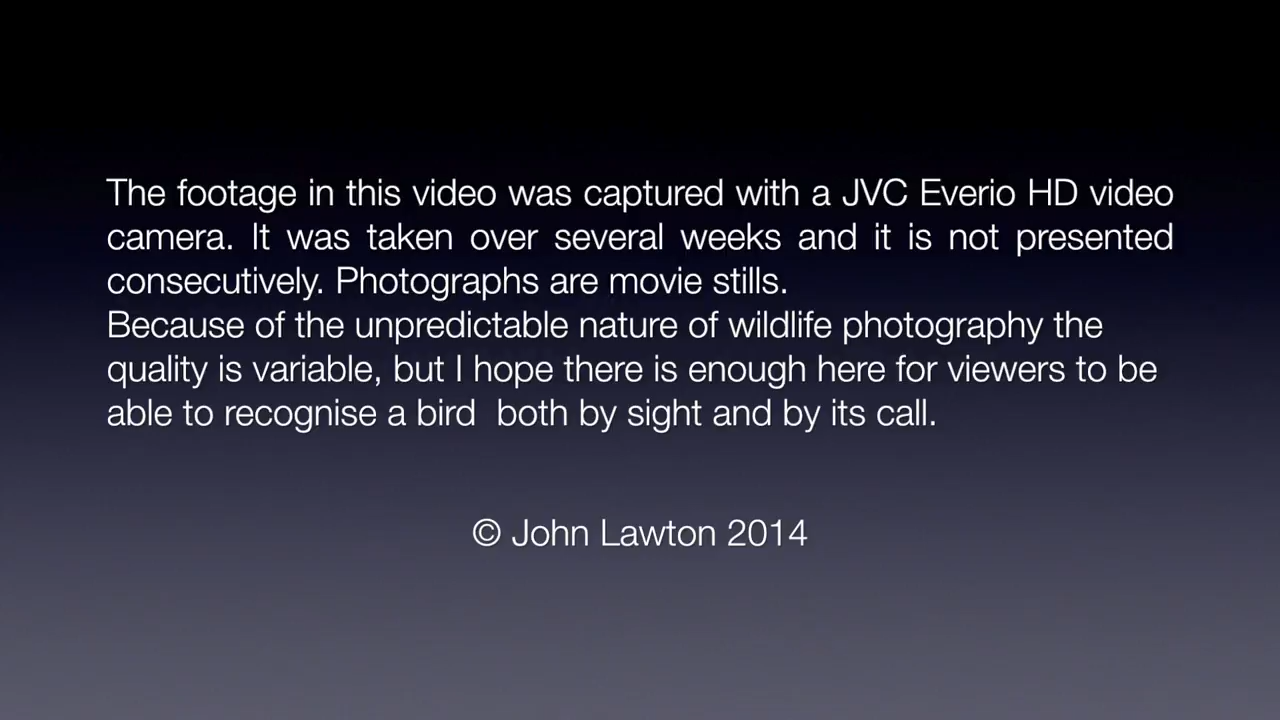 The footage in this video was captured with a JVC Everio HD video
camera. It was taken over several weeks and it is not presented
consecutively. Photographs are movie stills.
Because of the unpredictable nature of wildlife photography the
quality is variable, but I hope there is enough here for viewers to be
able to recognise a bird  both by sight and by its call.
© John Lawton 2014